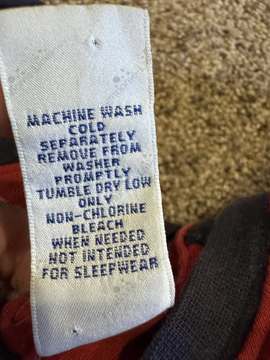 MACHINE WASH
COLD
SEPARATELY
REMOVE FROM
WASHER
PROMPTLY
TUMBLE DRY LOW
ONLY
NON-CHLORINE
BLEACH
WHEN NEEDED
NOT INTENDED
FOR SLEEPWEAR